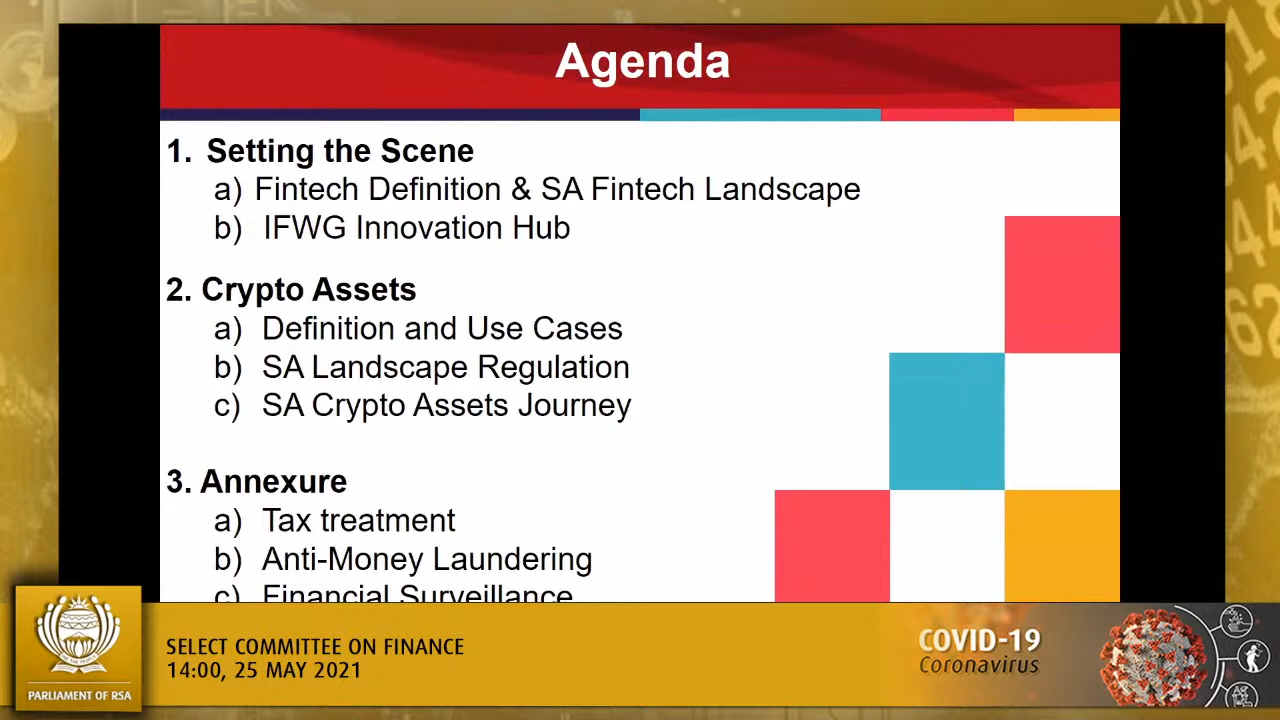 Agenda
1. Setting the Scene
a) Fintech Definition & SA Fintech Landscape
b) IFWG Innovation Hub
2. Crypto Assets
a) Definition and Use Cases
b) SA Landscape Regulation
c) SA Crypto Assets Journey
3. Annexure
a) Tax treatment
b) Anti-Money Laundering
c) Financial Surveillance
SELECT COMMITTEE ON FINANCE
14:00, 25 MAY 2021
PARLIAMENT OF RSA
COVID-19
Coronavirus